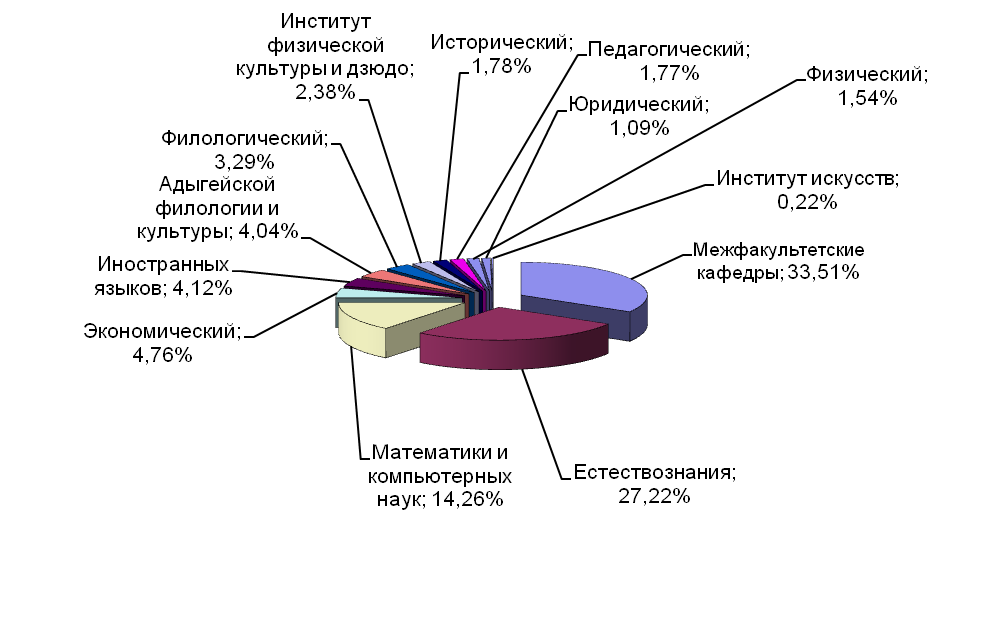 Институт
физической
культуры и дзюдо;
2,38%
Исторический;
1,78%
Педагогический;
1,77%
Физический;
1,54%
Юридический;
1,09%
Филологический;
3,29%
Адыгейской
филологии и
культуры; 4,04%
Институт искусств;
0,22%
Межфакультетские
кафедры; 33,51%
Иностранных
языков; 4,12%
Экономический;
4,76%
Математики и
компьютерных
наук; 14,26%
Естествознания;
27,22%